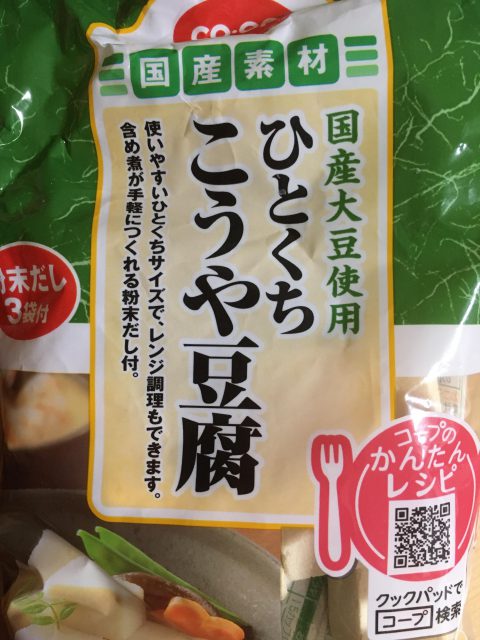 CO·OP
国産素材
国産大豆使用
ひとくち
こうや豆腐
使いやすいひとくちサイズで、レンジ調理もできます。
含め煮が手軽につくれる粉末だし付。
粉末だし
3袋付
コープの
かんたん
レシピ
クックパッドで
コープ 検索